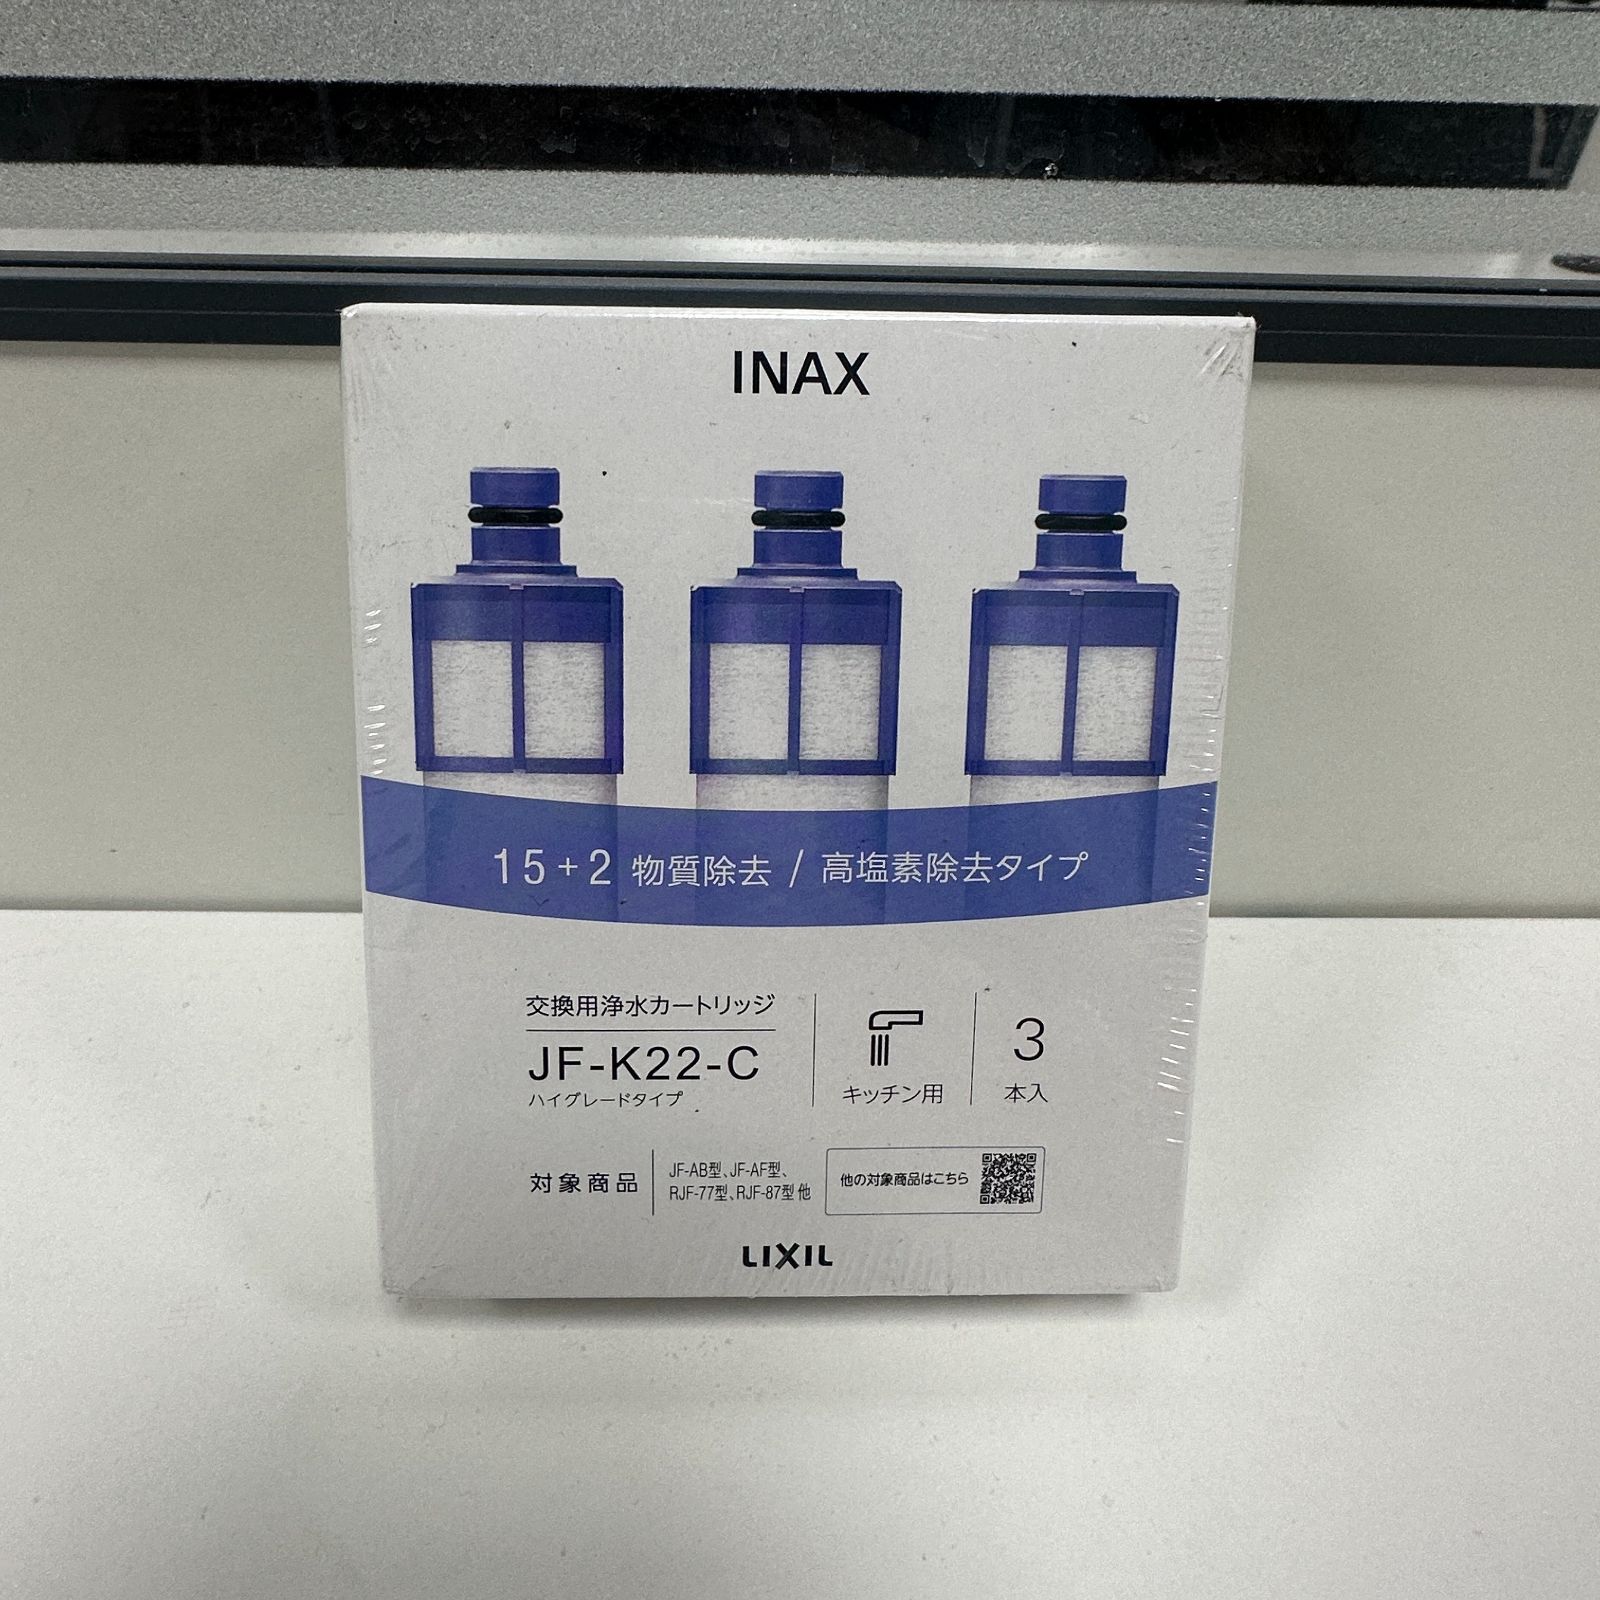 INAX
15+2 物質除去 / 高塩素除去タイプ
交換用浄水カートリッジ
JF-K22-C
ハイグレードタイプ
キッチン用
3
本入
対象商品
JF-AB型、JF-AF型、
RJF-77型、RJF-87型 他
他の対象商品はこちら
LIXIL